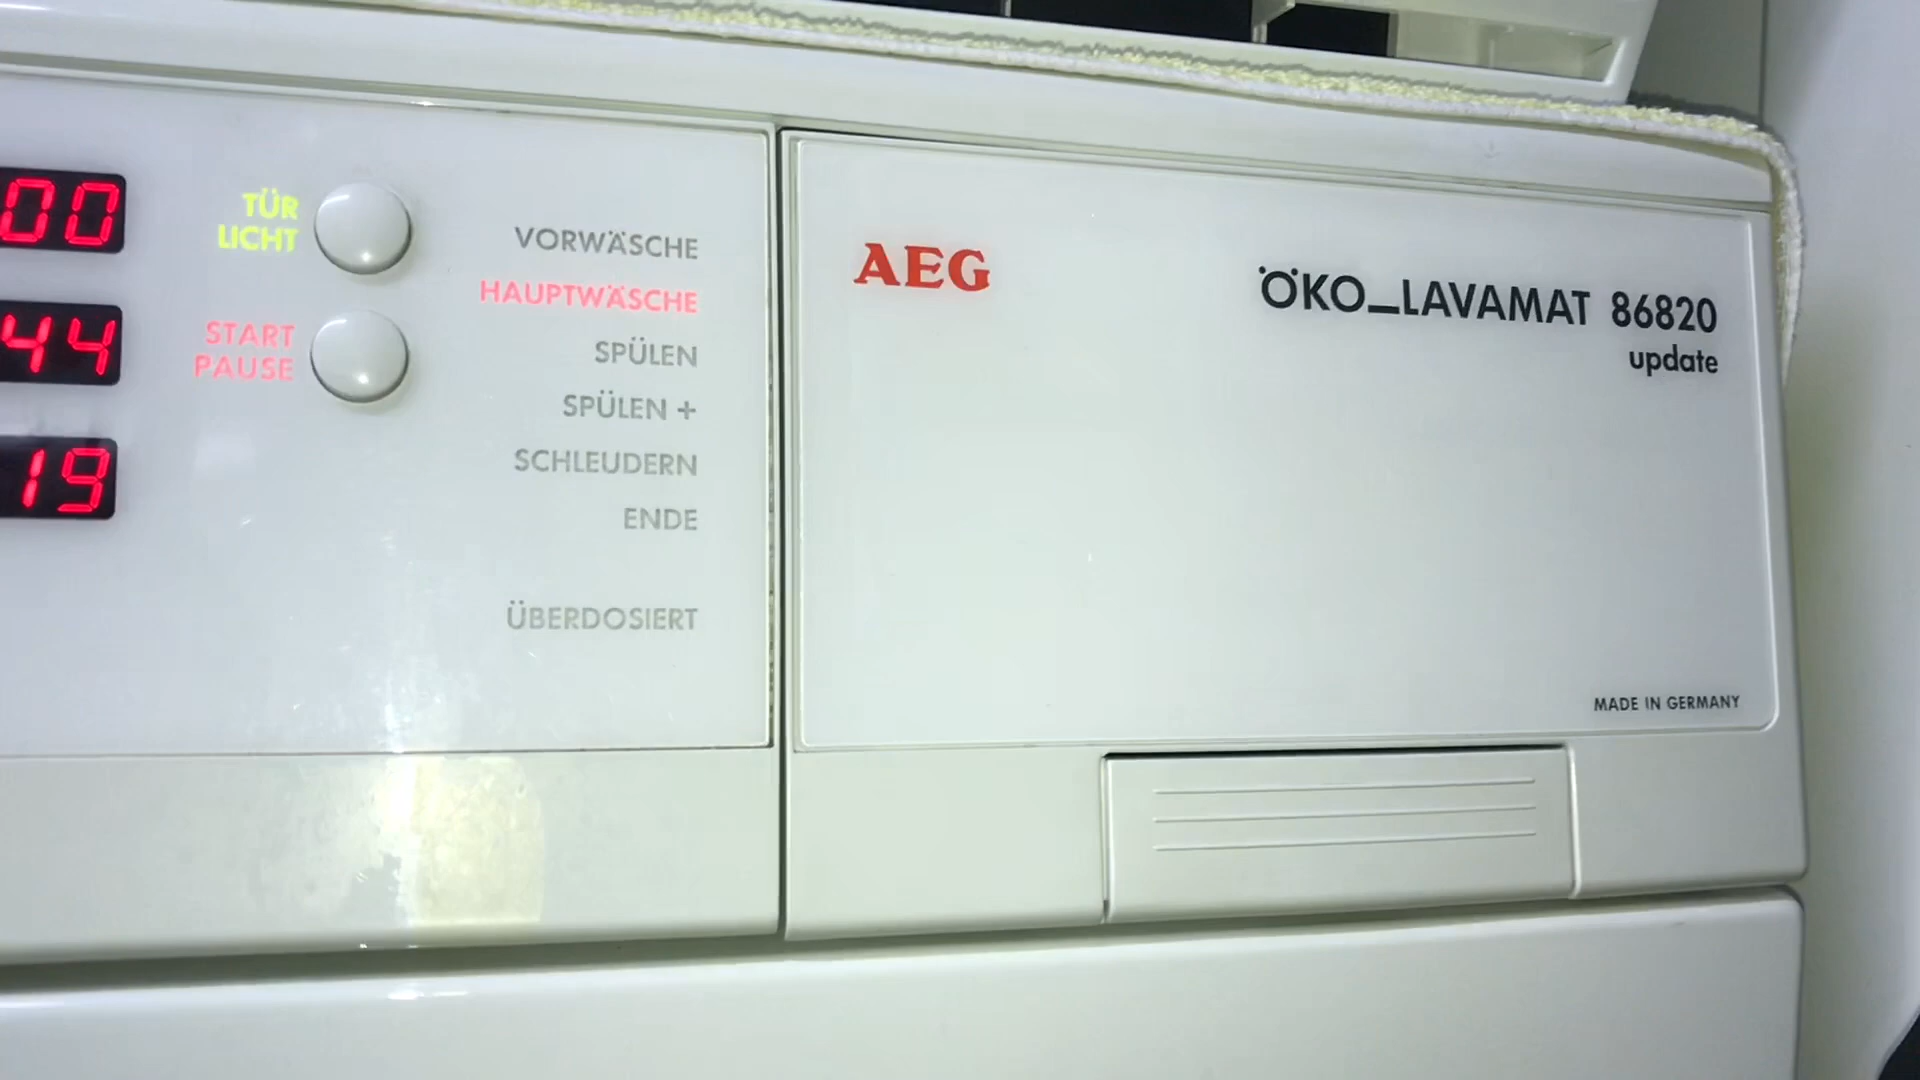 00
TÜR
LICHT
44
START
PAUSE
19
VORWÄSCHE
HAUPTWÄSCHE
SPÜLEN
SPÜLEN +
SCHLEUDERN
ENDE
ÜBERDOSIERT
AEG
ÖKO_LAVAMAT 86820
update
MADE IN GERMANY